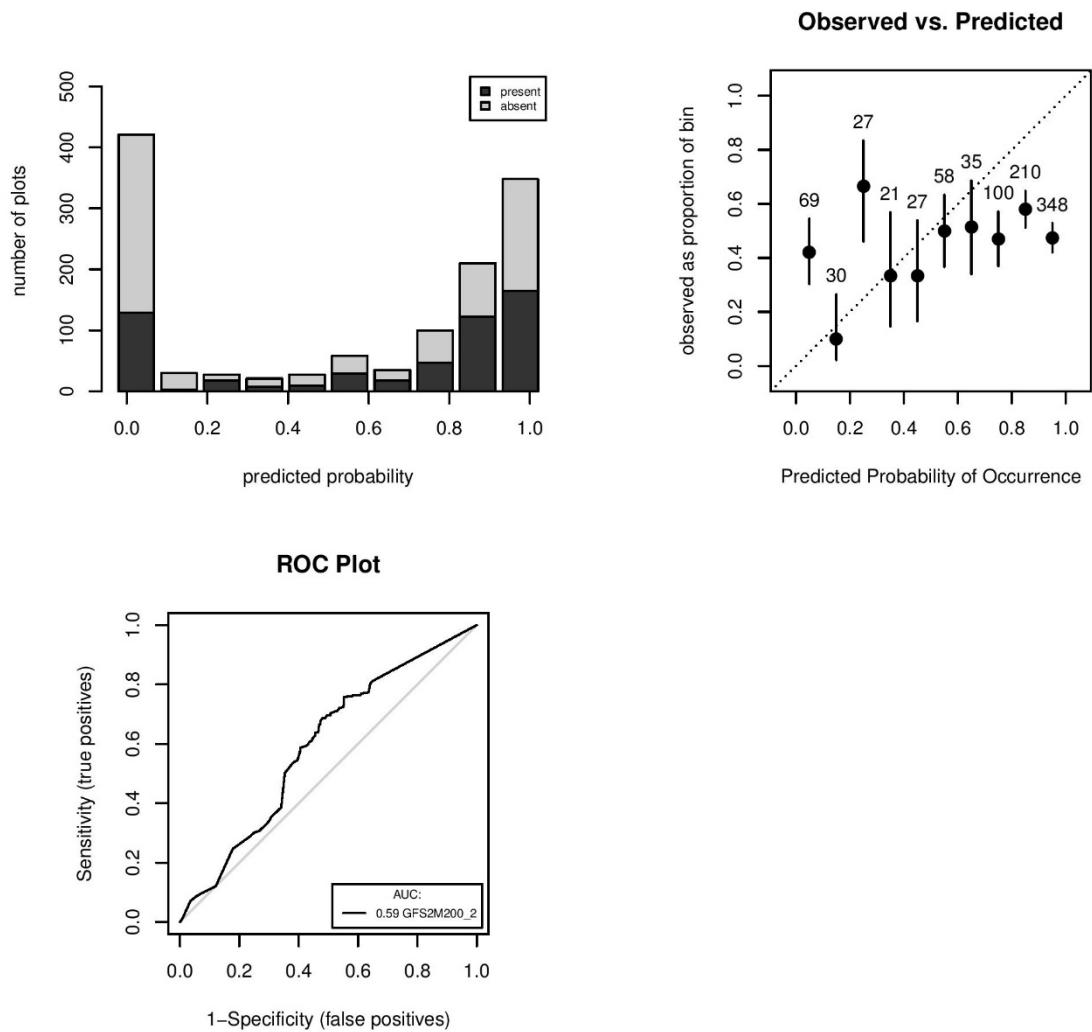 number of plots
500
400
300
200
100
0
present
absent
0.0 0.2 0.4 0.6 0.8 1.0
predicted probability
Observed vs. Predicted
observed as proportion of bin
1.0
0.8
0.6
0.4
0.2
0.0
69
30
27
21
27
58
35
100
210
348
0.0 0.2 0.4 0.6 0.8 1.0
Predicted Probability of Occurrence
ROC Plot
Sensitivity (true positives)
1.0
0.8
0.6
0.4
0.2
0.0
AUC:
0.59 GFS2M200_2
0.0 0.2 0.4 0.6 0.8 1.0
1−Specificity (false positives)